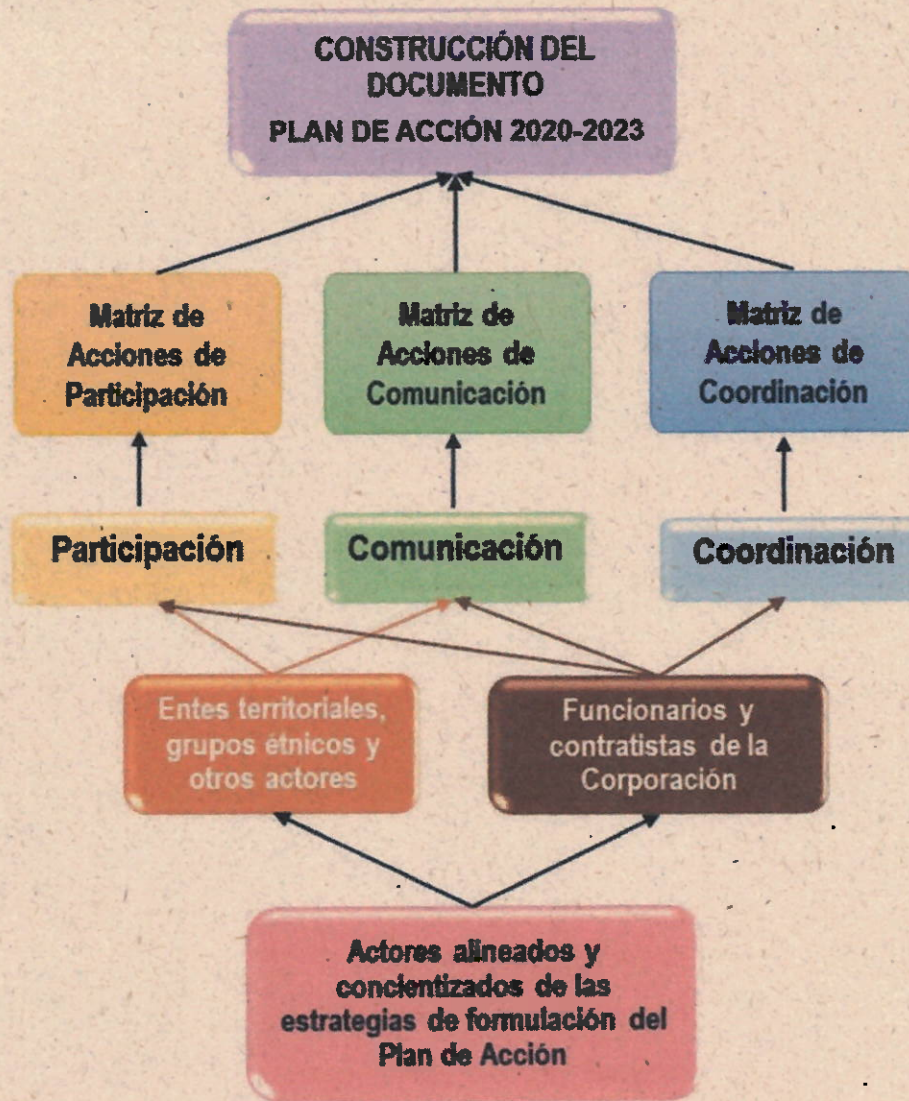 CONSTRUCCIÓN DEL
DOCUMENTO
PLAN DE ACCIÓN 2020-2023
Matriz de
Acciones de
Participación
Matriz de
Acciones de
Comunicación
Matriz de
Acciones de
Coordinación
Participación
Comunicación
Coordinación
Entes territoriales,
grupos étnicos y
otros actores
Funcionarios y
contratistas de la
Corporación
Actores alineados y
concientizados de las
estrategias de formulación del
Plan de Acción